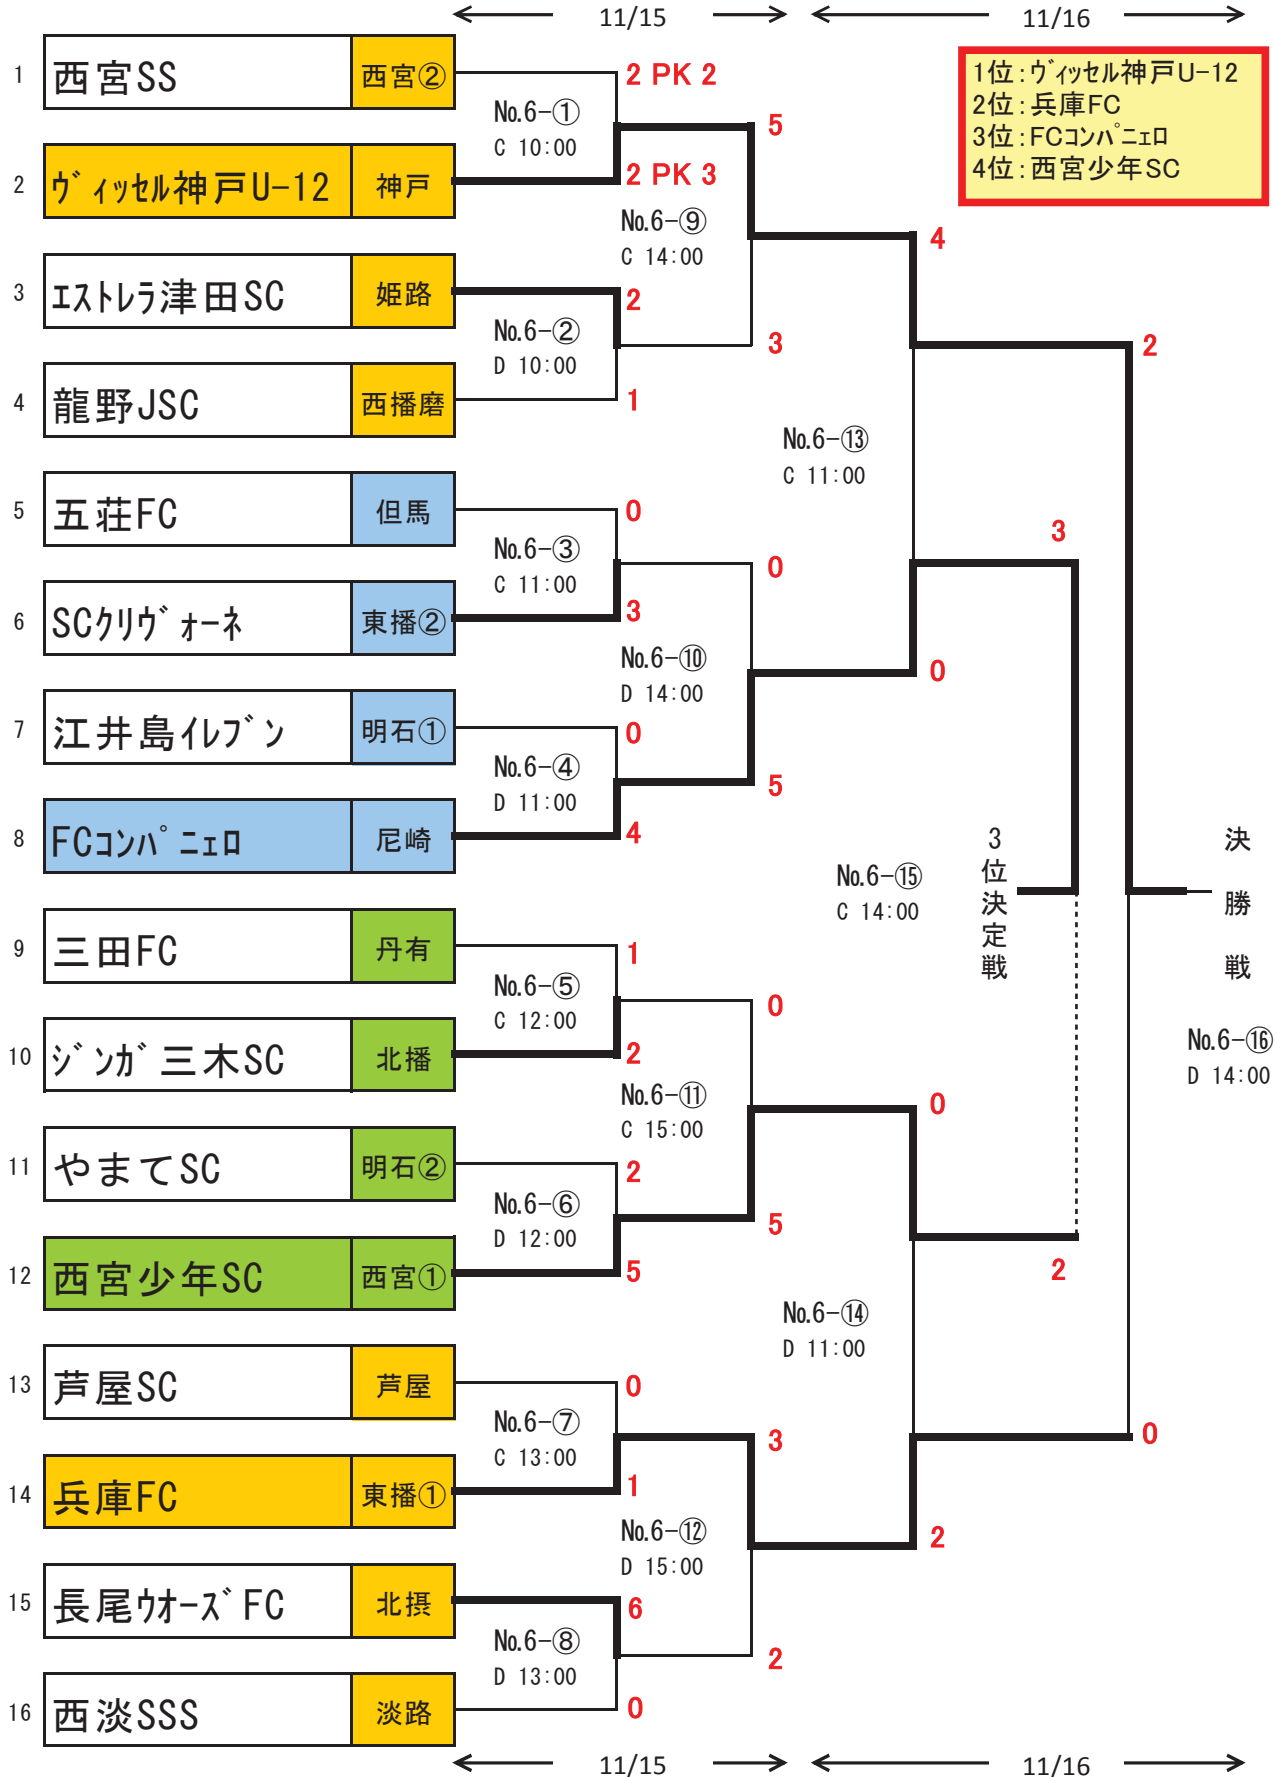 11/15
11/16
1位:ヴィッセル神戸U-12
2位:兵庫FC
3位:FCコンパニェロ
4位:西宮少年SC
1 西宮SS 西宮②
2 PK 2
No.6-①
C 10:00
5
2 ヴィッセル神戸U-12 神戸
2 PK 3
No.6-⑨
C 14:00
4
3 エストレラ津田SC 姫路
2
No.6-②
D 10:00
3
2
4 龍野JSC 西播磨
1
No.6-⑬
C 11:00
5 五荘FC 但馬
0
3
No.6-③
C 11:00
0
6 SCクリヴォーネ 東播②
3
No.6-⑩
D 14:00
0
7 江井島イレブン 明石①
0
No.6-④
D 11:00
5
8 FCコンパニェロ 尼崎
4
No.6-⑮
C 14:00
3位決定戦
決勝戦
9 三田FC 丹有
1
No.6-⑤
C 12:00
0
10 ジンガ三木SC 北播
2
No.6-⑯
D 14:00
No.6-⑪
C 15:00
0
11 やまてSC 明石②
2
No.6-⑥
D 12:00
5
12 西宮少年SC 西宮①
5
2
No.6-⑭
D 11:00
13 芦屋SC 芦屋
0
No.6-⑦
C 13:00
3
0
14 兵庫FC 東播①
1
No.6-⑫
D 15:00
2
15 長尾ウオーズFC 北摂
6
No.6-⑧
D 13:00
2
16 西淡SSS 淡路
0
11/15
11/16